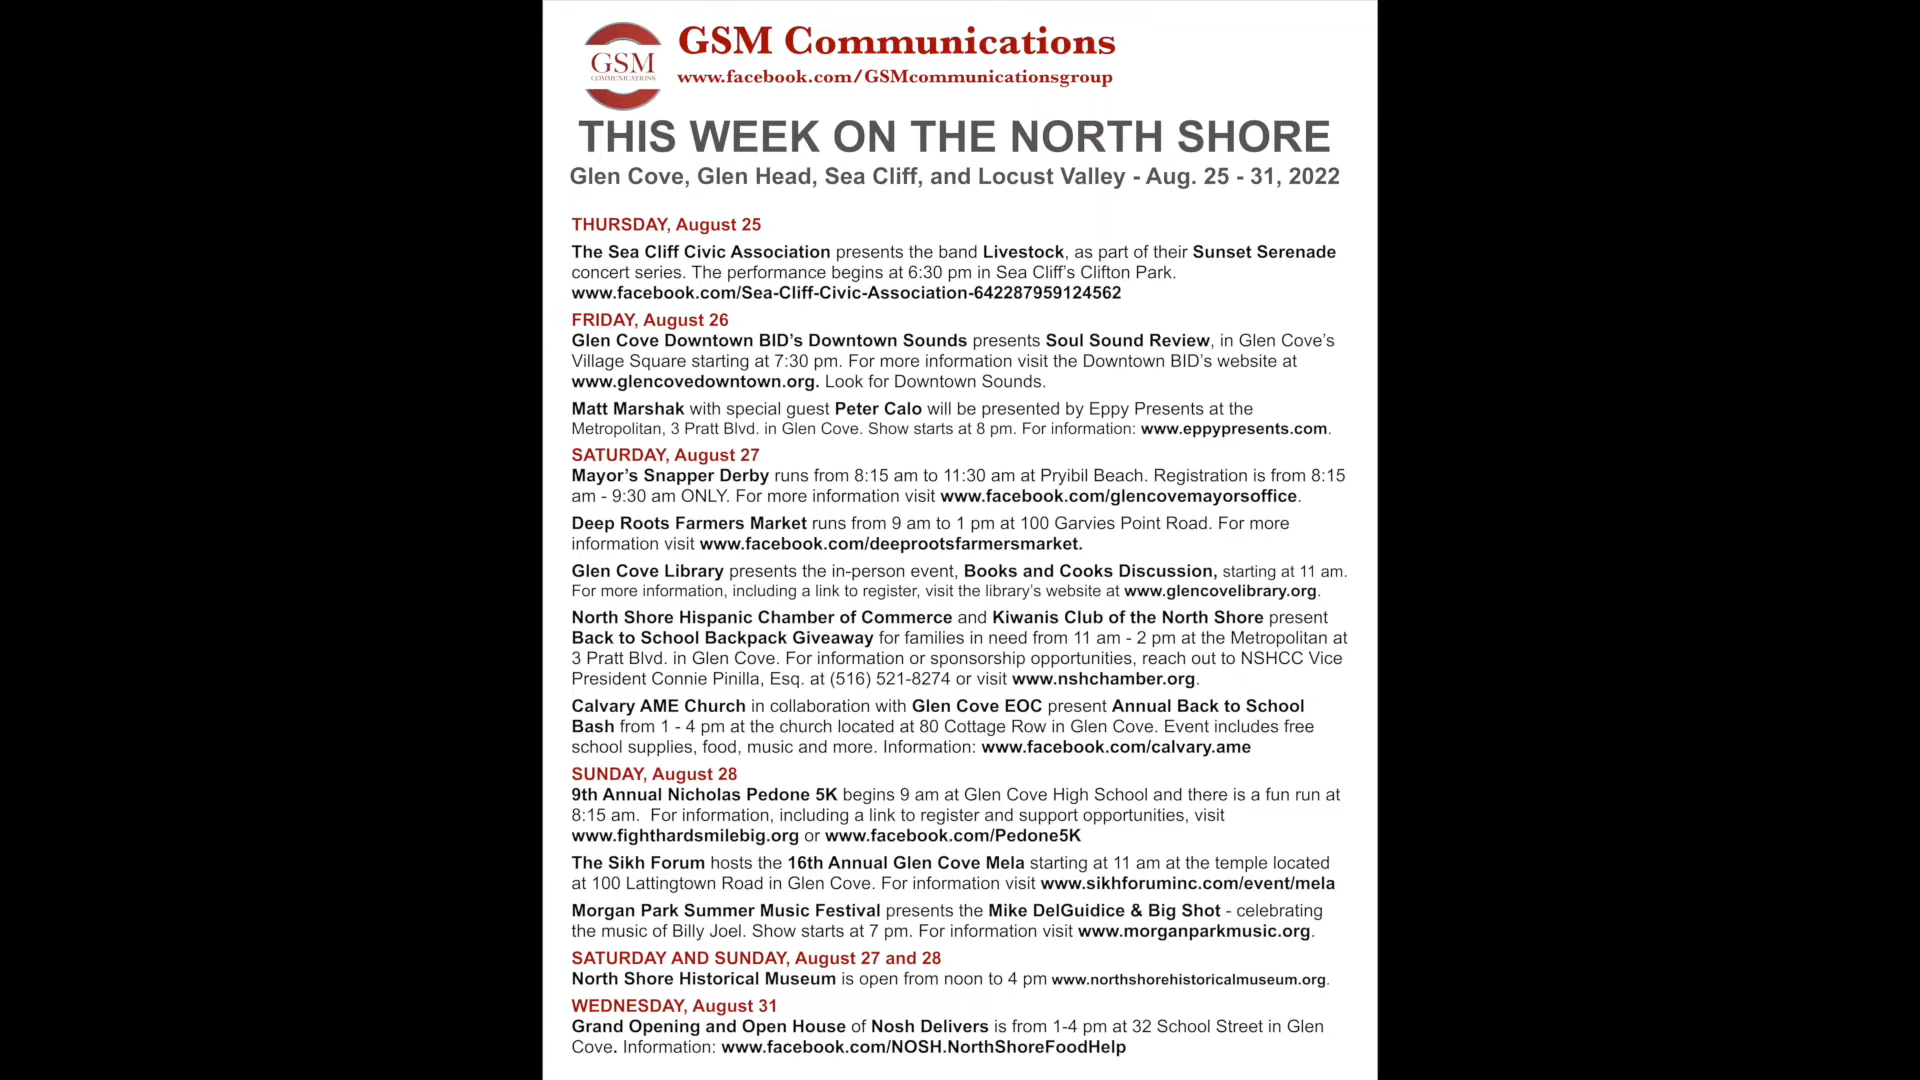 GSM
COMMUNICATIONS
GSM Communications
www.facebook.com/GSMcommunicationsgroup
THIS WEEK ON THE NORTH SHORE
Glen Cove, Glen Head, Sea Cliff, and Locust Valley - Aug. 25 - 31, 2022
THURSDAY, August 25
The Sea Cliff Civic Association presents the band Livestock, as part of their Sunset Serenade
concert series. The performance begins at 6:30 pm in Sea Cliff's Clifton Park.
www.facebook.com/Sea-Cliff-Civic-Association-642287959124562
FRIDAY, August 26
Glen Cove Downtown BID's Downtown Sounds presents Soul Sound Review, in Glen Cove's
Village Square starting at 7:30 pm. For more information visit the Downtown BID's website at
www.glencovedowntown.org. Look for Downtown Sounds.
Matt Marshak with special guest Peter Calo will be presented by Eppy Presents at the
Metropolitan, 3 Pratt Blvd. in Glen Cove. Show starts at 8 pm. For information: www.eppypresents.com.
SATURDAY, August 27
Mayor's Snapper Derby runs from 8:15 am to 11:30 am at Pryibil Beach. Registration is from 8:15
am - 9:30 am ONLY. For more information visit www.facebook.com/glencovemayorsoffice.
Deep Roots Farmers Market runs from 9 am to 1 pm at 100 Garvies Point Road. For more
information visit www.facebook.com/deeprootsfarmersmarket.
Glen Cove Library presents the in-person event, Books and Cooks Discussion, starting at 11 am.
For more information, including a link to register, visit the library's website at www.glencovelibrary.org.
North Shore Hispanic Chamber of Commerce and Kiwanis Club of the North Shore present
Back to School Backpack Giveaway for families in need from 11 am - 2 pm at the Metropolitan at
3 Pratt Blvd. in Glen Cove. For information or sponsorship opportunities, reach out to NSHCC Vice
President Connie Pinilla, Esq. at (516) 521-8274 or visit www.nshchamber.org.
Calvary AME Church in collaboration with Glen Cove EOC present Annual Back to School
Bash from 1 - 4 pm at the church located at 80 Cottage Row in Glen Cove. Event includes free
school supplies, food, music and more. Information: www.facebook.com/calvary.ame
SUNDAY, August 28
9th Annual Nicholas Pedone 5K begins 9 am at Glen Cove High School and there is a fun run at
8:15 am. For information, including a link to register and support opportunities, visit
www.fighthardsmilebig.org or www.facebook.com/Pedone5K
The Sikh Forum hosts the 16th Annual Glen Cove Mela starting at 11 am at the temple located
at 100 Lattingtown Road in Glen Cove. For information visit www.sikhforuminc.com/event/mela
Morgan Park Summer Music Festival presents the Mike DelGuidice & Big Shot - celebrating
the music of Billy Joel. Show starts at 7 pm. For information visit www.morganparkmusic.org.
SATURDAY AND SUNDAY, August 27 and 28
North Shore Historical Museum is open from noon to 4 pm www.northshorehistoricalmuseum.org.
WEDNESDAY, August 31
Grand Opening and Open House of Nosh Delivers is from 1-4 pm at 32 School Street in Glen
Cove. Information: www.facebook.com/NOSH.NorthShoreFoodHelp